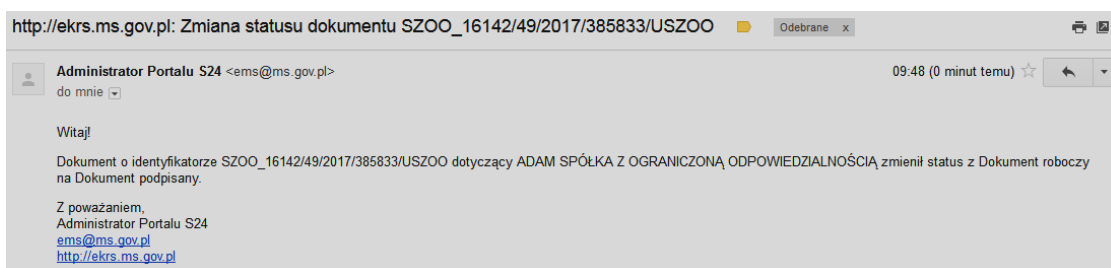 http://ekrs.ms.gov.pl: Zmiana statusu dokumentu SZOO_16142/49/2017/385833/USZOO Odebrane x
Administrator Portalu S24 <ems@ms.gov.pl> 09:48 (0 minut temu)
do mnie
Witaj!
Dokument o identyfikatorze SZOO_16142/49/2017/385833/USZOO dotyczący ADAM SPÓŁKA Z OGRANICZONĄ ODPOWIEDZIALNOŚCIĄ zmienił status z Dokument roboczy
na Dokument podpisany.
Z poważaniem,
Administrator Portalu S24
ems@ms.gov.pl
http://ekrs.ms.gov.pl